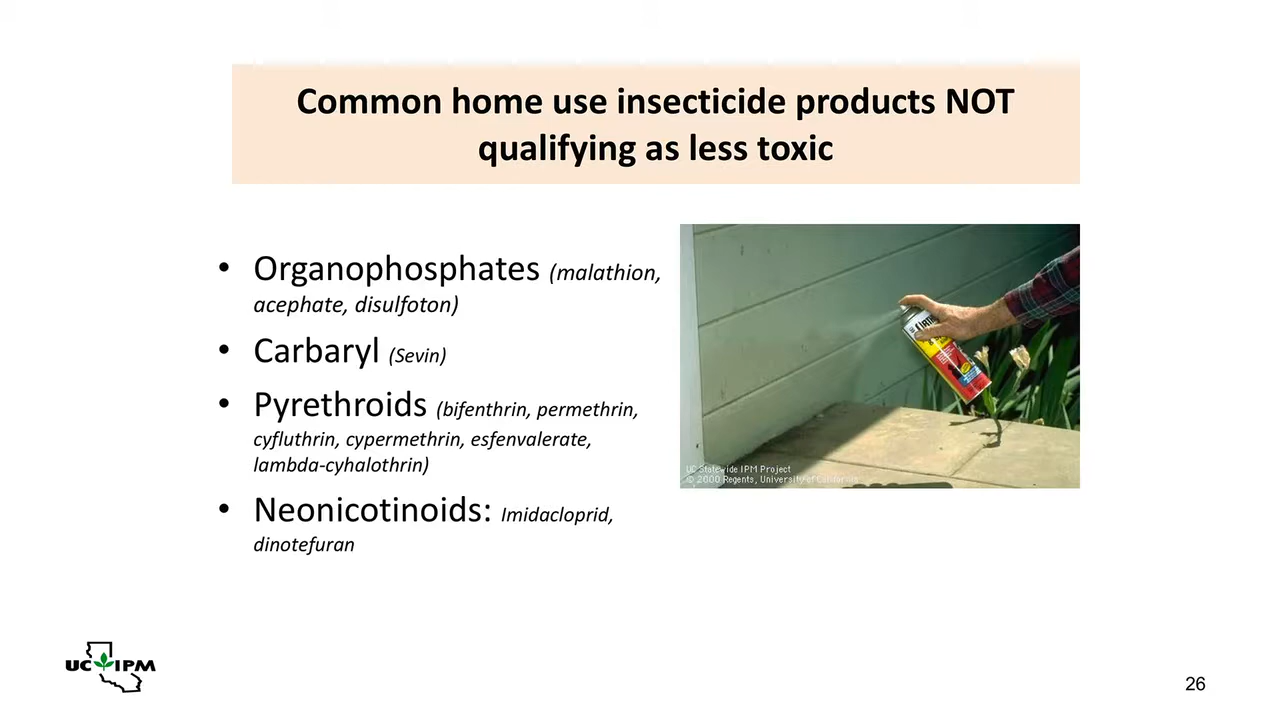 Common home use insecticide products NOT
qualifying as less toxic
• Organophosphates (malathion,
acephate, disulfoton)
• Carbaryl (Sevin)
• Pyrethroids (bifenthrin, permethrin,
cyfluthrin, cypermethrin, esfenvalerate,
lambda-cyhalothrin)
• Neonicotinoids: Imidacloprid,
dinotefuran
UC Statewide IPM Project
© 2000 Regents, University of California
UC IPM
26